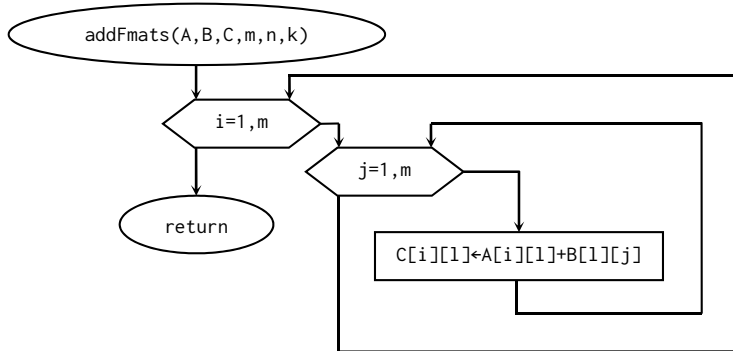 addFmats(A,B,C,m,n,k)
i=1,m
j=1,m
return
C[i][l]←A[i][l]+B[l][j]